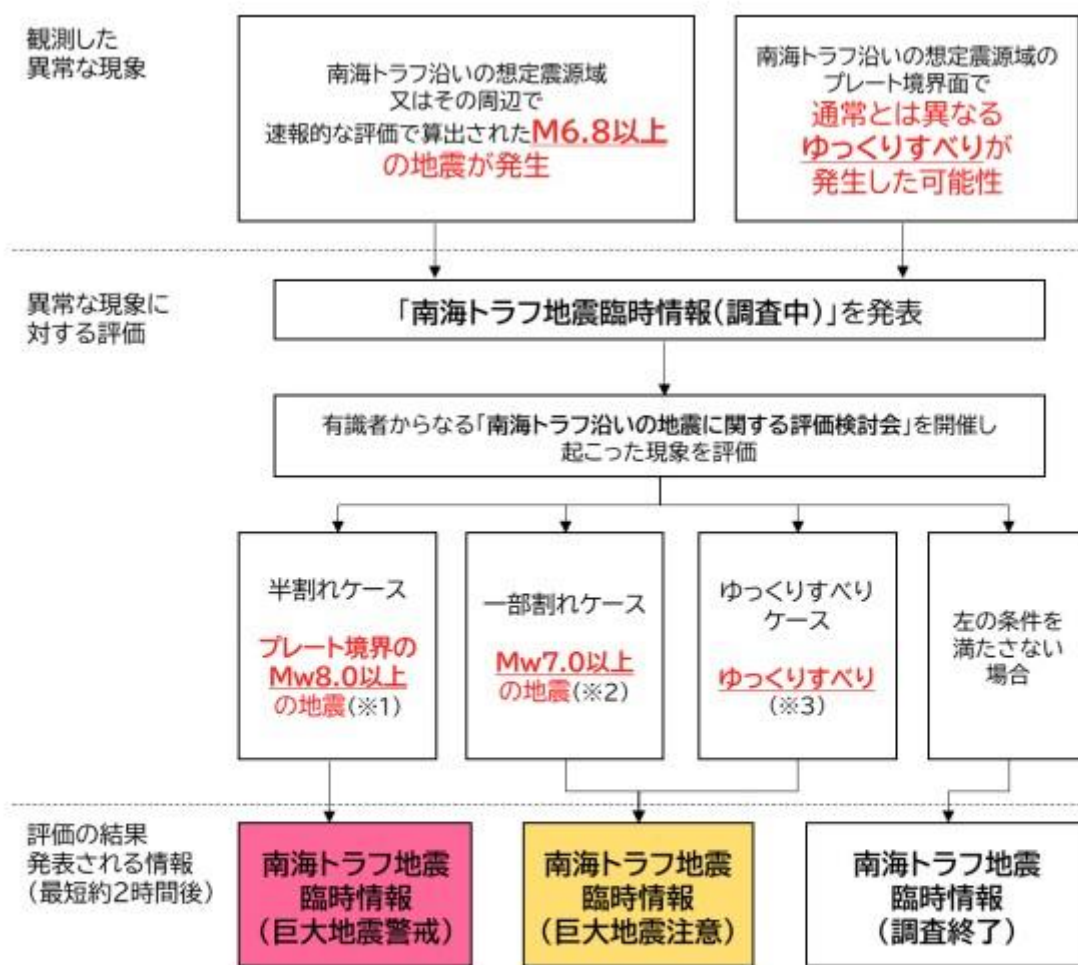 観測した
異常な現象
南海トラフ沿いの想定震源域
又はその周辺で
速報的な評価で算出されたM6.8以上
の地震が発生
南海トラフ沿いの想定震源域の
プレート境界面で
通常とは異なる
ゆっくりすべりが
発生した可能性
異常な現象に
対する評価
「南海トラフ地震臨時情報(調査中)」を発表
有識者からなる「南海トラフ沿いの地震に関する評価検討会」を開催し
起こった現象を評価
半割れケース
プレート境界の
Mw8.0以上
の地震(※1)
一部割れケース
Mw7.0以上
の地震(※2)
ゆっくりすべり
ケース
ゆっくりすべり
(※3)
左の条件を
満たさない
場合
評価の結果
発表される情報
(最短約2時間後)
南海トラフ地震
臨時情報
(巨大地震警戒)
南海トラフ地震
臨時情報
(巨大地震注意)
南海トラフ地震
臨時情報
(調査終了)